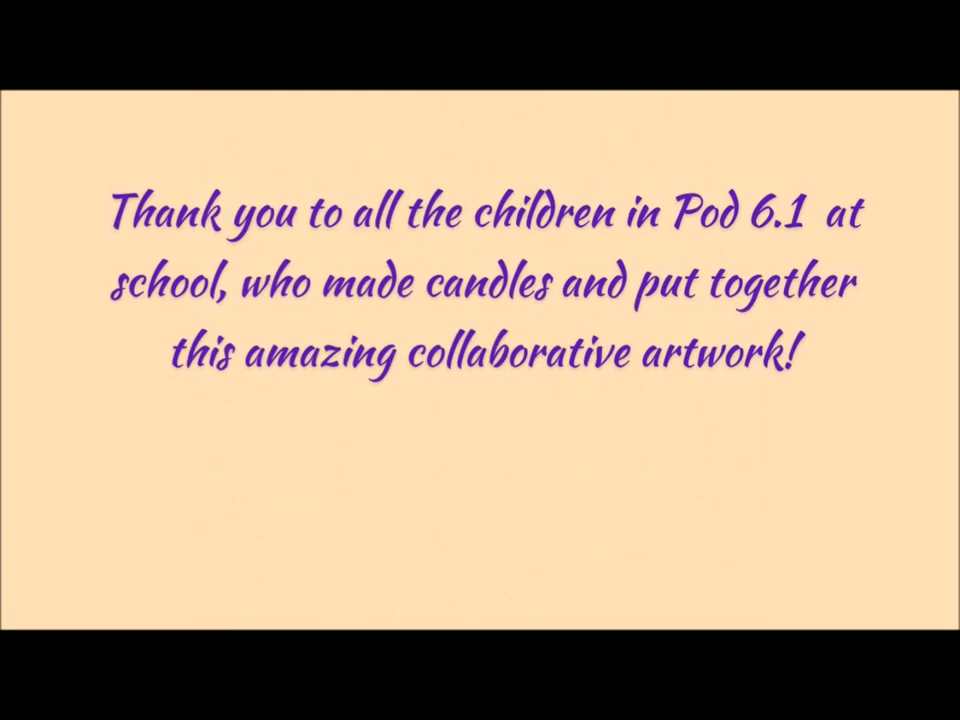 Thank you to all the children in Pod 6.1 at
school, who made candles and put together
this amazing collaborative artwork!